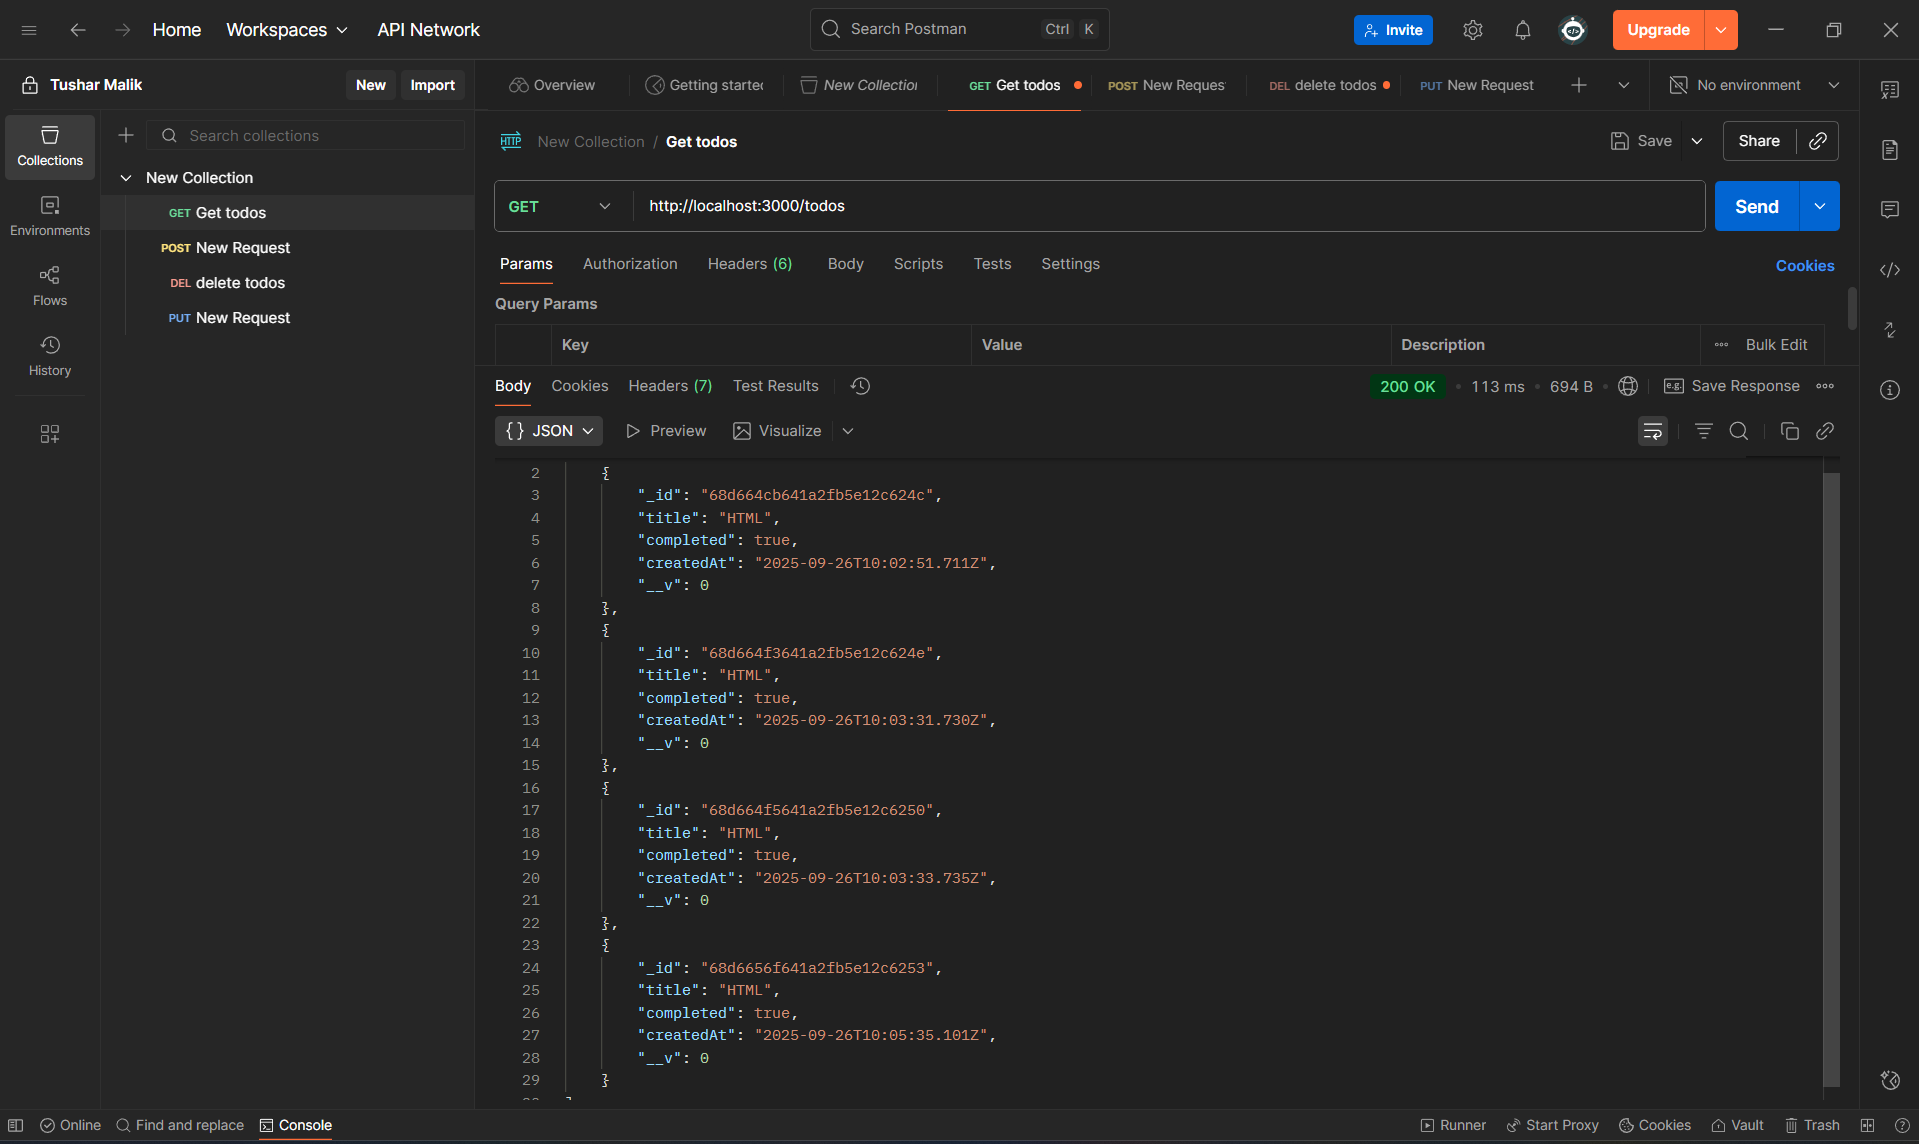 Home Workspaces API Network Search Postman Ctrl K Invite Upgrade
Tushar Malik New Import Overview Getting starte New Collection GET Get todos POST New Reques DEL delete todos PUT New Request No environment
Search collections
Collections
New Collection
GET Get todos
POST New Request
DEL delete todos
PUT New Request
Environments
Flows
History
HTTP New Collection / Get todos Save Share
GET http://localhost:3000/todos Send
Params Authorization Headers (6) Body Scripts Tests Settings Cookies
Query Params
Key Value Description Bulk Edit
Body Cookies Headers (7) Test Results 200 OK 113 ms 694 B e.g. Save Response
{} JSON Preview Visualize
2 {
3 "_id": "68d664cb641a2fb5e12c624c",
4 "title": "HTML",
5 "completed": true,
6 "createdAt": "2025-09-26T10:02:51.711Z",
7 "__v": 0
8 },
9 {
10 "_id": "68d664f3641a2fb5e12c624e",
11 "title": "HTML",
12 "completed": true,
13 "createdAt": "2025-09-26T10:03:31.730Z",
14 "__v": 0
15 },
16 {
17 "_id": "68d664f5641a2fb5e12c6250",
18 "title": "HTML",
19 "completed": true,
20 "createdAt": "2025-09-26T10:03:33.735Z",
21 "__v": 0
22 },
23 {
24 "_id": "68d6656f641a2fb5e12c6253",
25 "title": "HTML",
26 "completed": true,
27 "createdAt": "2025-09-26T10:05:35.101Z",
28 "__v": 0
29 }
Online Find and replace Console Runner Start Proxy Cookies Vault Trash